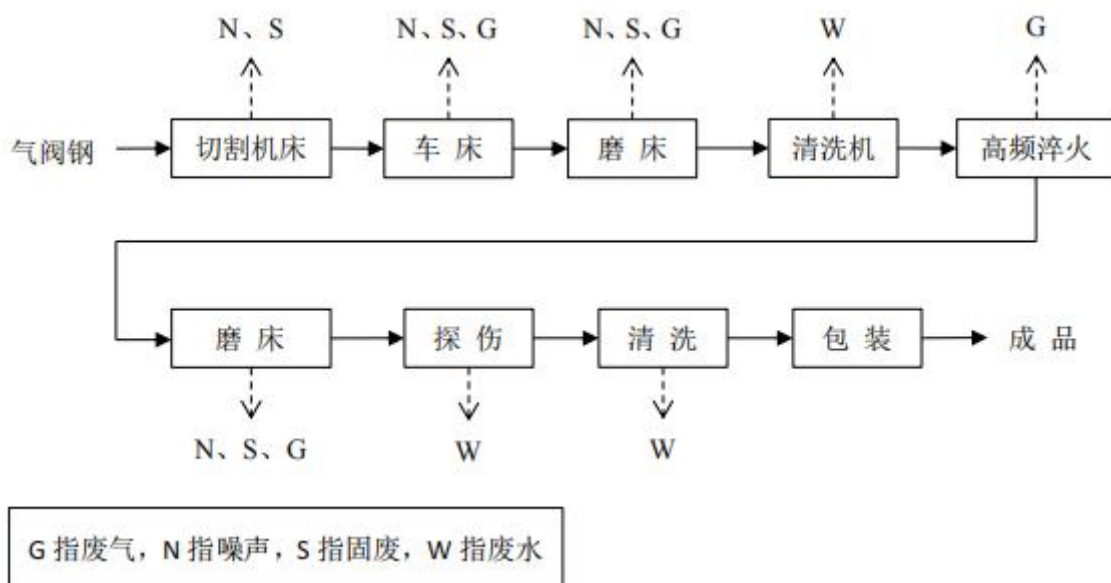 N、S
N、S、G
N、S、G
W
G
气阀钢
切割机床
车 床
磨 床
清洗机
高频淬火
磨 床
探 伤
清 洗
包 装
成 品
N、S、G
W
W
G 指废气，N 指噪声，S 指固废，W 指废水